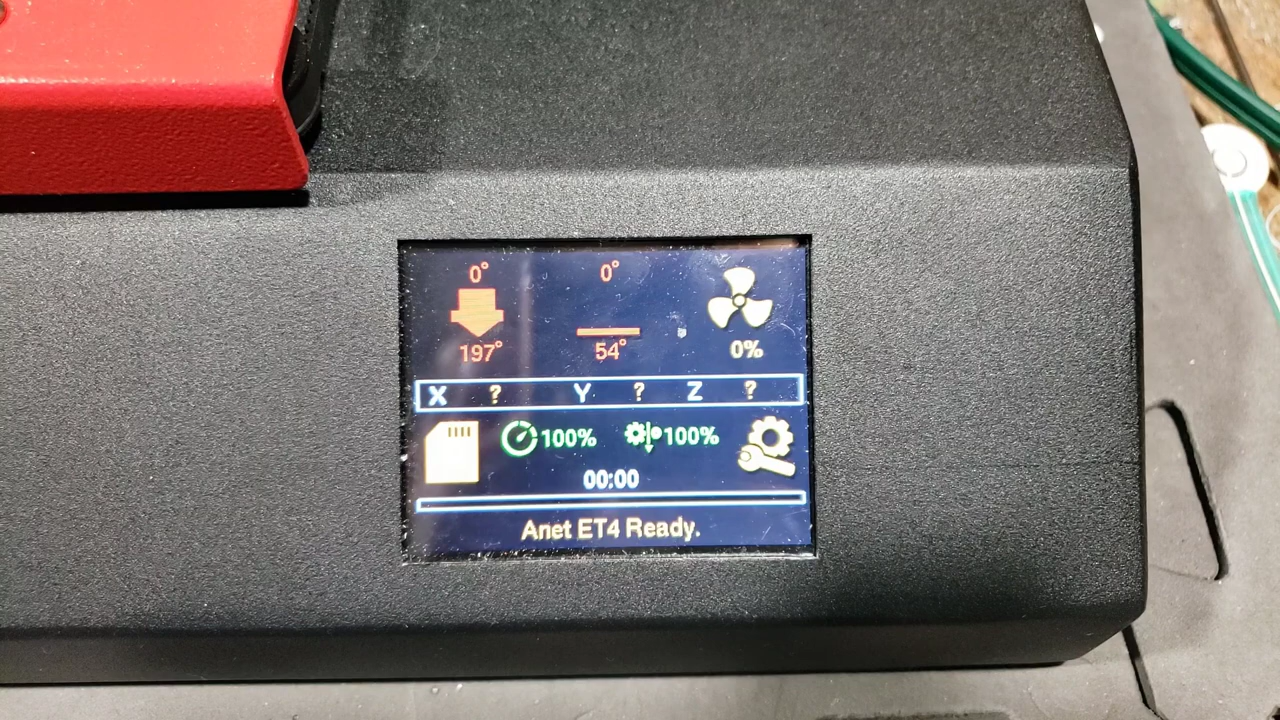 0° 0°
197° 54° 0%
X ? Y ? Z ?
100% 100%
00:00
Anet ET4 Ready.